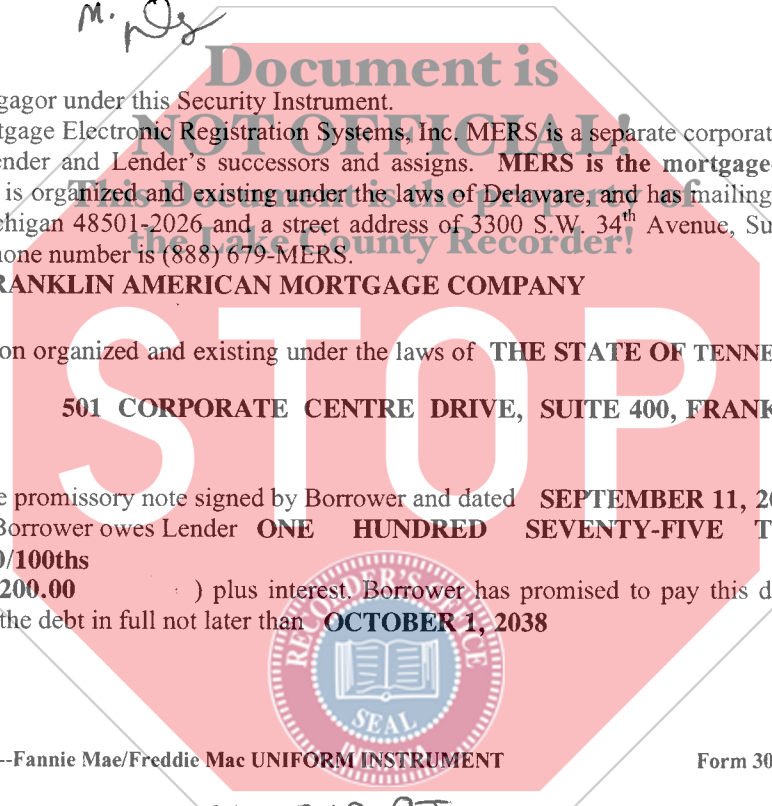 Document is
gagor under this Security Instrument.
NOT OFFICIAL!
tgage Electronic Registration Systems, Inc. MERS is a separate corporat
ender and Lender's successors and assigns. MERS is the mortgage
This Document is the property of
is organized and existing under the laws of Delaware, and has mailing
chigan 48501-2026 and a street address of 3300 S.W. 34th Avenue, Su
the Lake County Recorder!
hone number is (888) 679-MERS.
RANKLIN AMERICAN MORTGAGE COMPANY
STOP
on organized and existing under the laws of THE STATE OF TENNE
501 CORPORATE CENTRE DRIVE, SUITE 400, FRANK
e promissory note signed by Borrower and dated SEPTEMBER 11, 20
Borrower owes Lender ONE HUNDRED SEVENTY-FIVE T
0/100ths
200.00 ) plus interest. Borrower has promised to pay this d
the debt in full not later than OCTOBER 1, 2038
RECORDER'S OFFICE
SEAL
--Fannie Mae/Freddie Mac UNIFORM INSTRUMENT Form 30